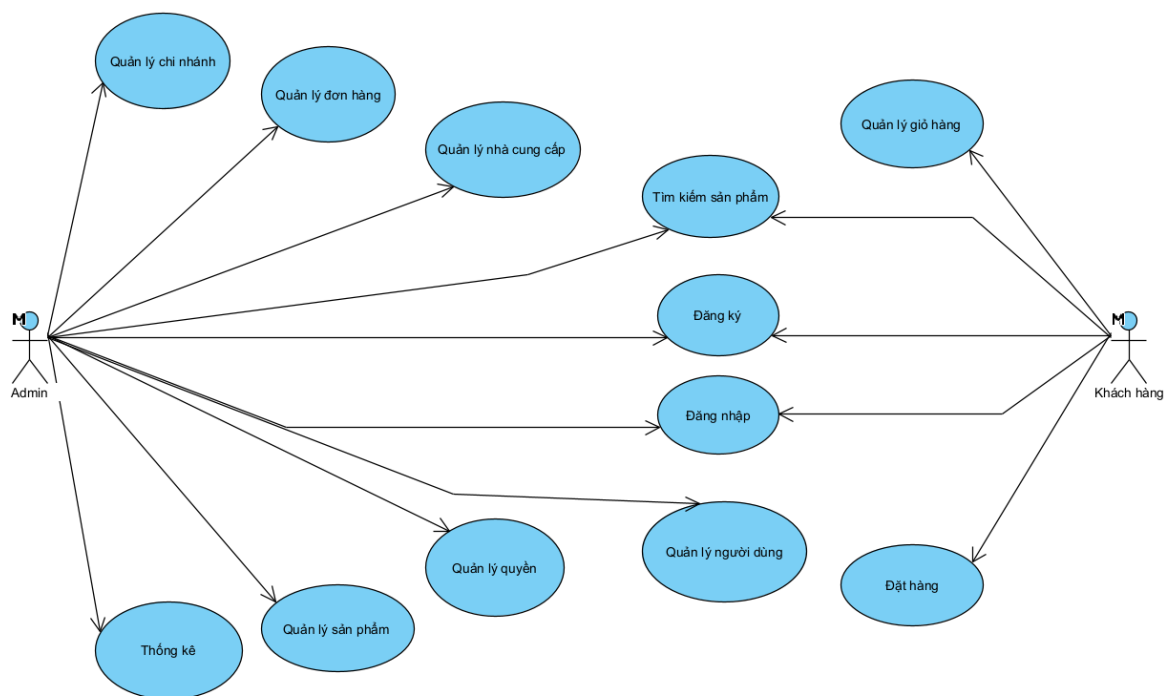 Quản lý chi nhánh
Quản lý đơn hàng
Quản lý giỏ hàng
Quản lý nhà cung cấp
Tìm kiếm sản phẩm
Đăng ký
M
Admin
M
Khách hàng
Đăng nhập
Quản lý người dùng
Quản lý quyền
Đặt hàng
Quản lý sản phẩm
Thống kê